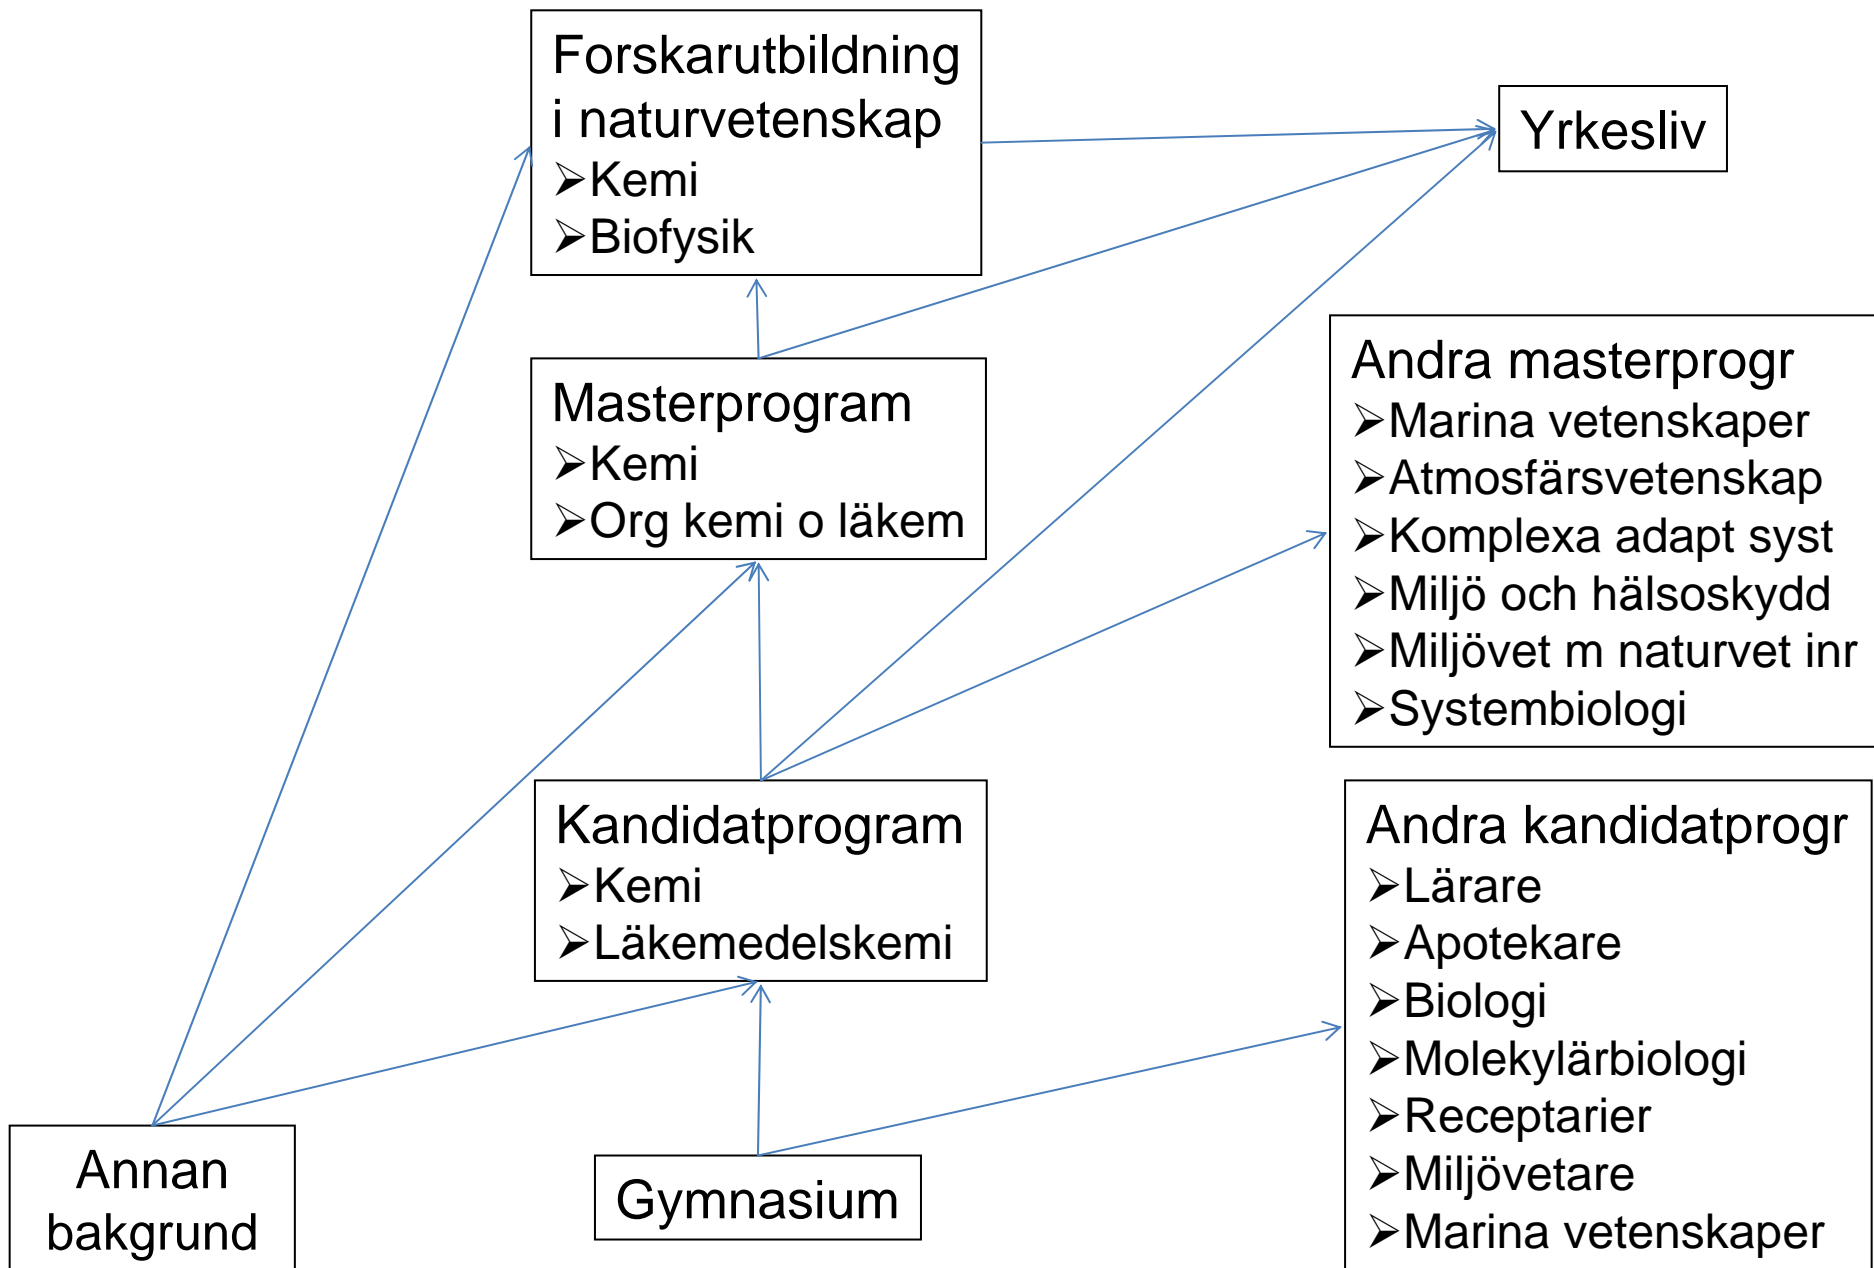 Forskarutbildning
i naturvetenskap
➢Kemi
➢Biofysik
Yrkesliv
Masterprogram
➢Kemi
➢Org kemi o läkem
Andra masterprogr
➢Marina vetenskaper
➢Atmosfärsvetenskap
➢Komplexa adapt syst
➢Miljö och hälsoskydd
➢Miljövet m naturvet inr
➢Systembiologi
Kandidatprogram
➢Kemi
➢Läkemedelskemi
Andra kandidatprogr
➢Lärare
➢Apotekare
➢Biologi
➢Molekylärbiologi
➢Receptarier
➢Miljövetare
➢Marina vetenskaper
Annan
bakgrund
Gymnasium